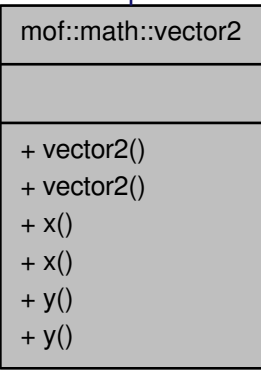 mof::math::vector2
+ vector2()
+ vector2()
+ x()
+ x()
+ y()
+ y()